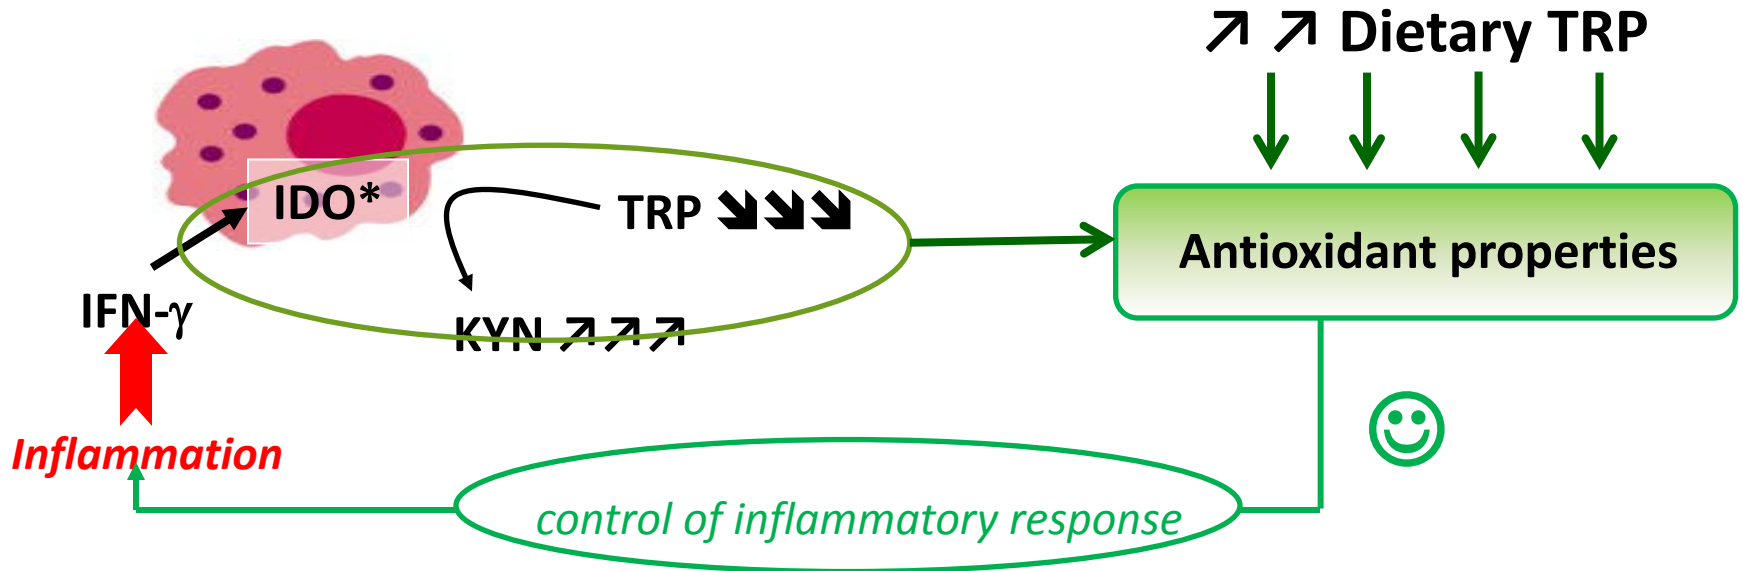 ↗ ↗ Dietary TRP
IDO*
TRP ↘↘↘
Antioxidant properties
IFN-γ
KYN ↗↗↗
Inflammation
control of inflammatory response